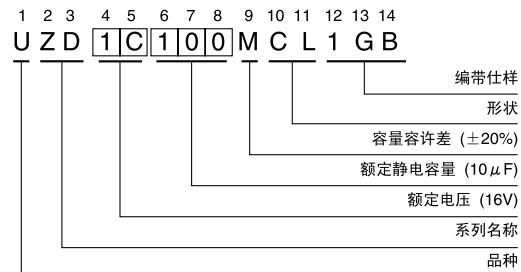 1 2 3 4 5 6 7 8 9 10 11 12 13 14
U Z D 1 C 1 0 0 M C L 1 G B
编带仕样
形状
容量容许差 (±20%)
额定静电容量 (10μF)
额定电压 (16V)
系列名称
品种